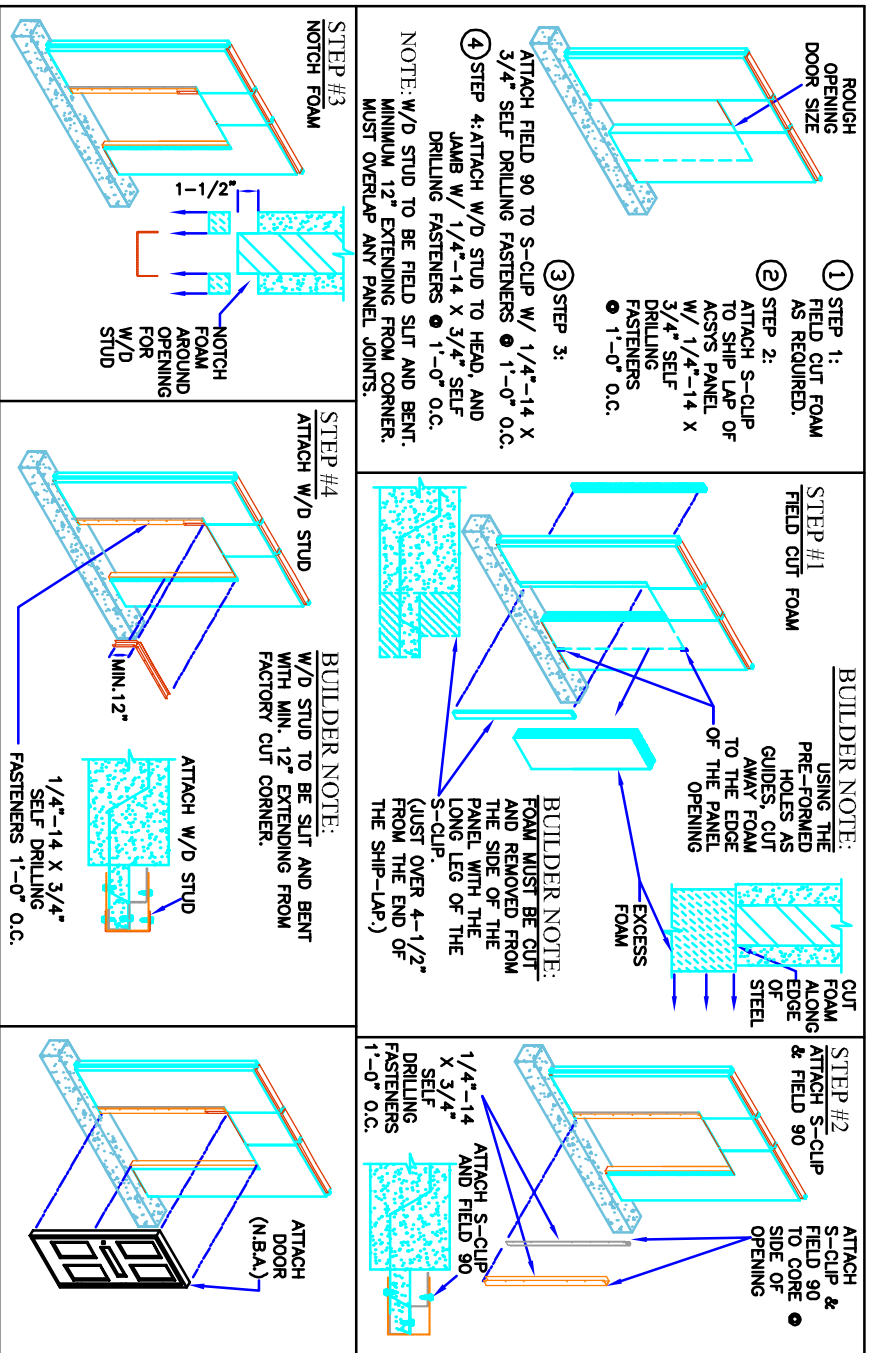 ROUGH
OPENING
DOOR SIZE
1 STEP 1:
FIELD CUT FOAM
AS REQUIRED.
2 STEP 2:
ATTACH S-CLIP
TO SHIP LAP OF
ACSYS PANEL
W/ 1/4"-14 X
3/4" SELF
DRILLING
FASTENERS
@ 1'-0" O.C.
3 STEP 3:
ATTACH FIELD 90 TO S-CLIP W/ 1/4"-14 X
3/4" SELF DRILLING FASTENERS @ 1'-0" O.C.
4 STEP 4: ATTACH W/D STUD TO HEAD, AND
JAMB W/ 1/4"-14 X 3/4" SELF
DRILLING FASTENERS @ 1'-0" O.C.
NOTE: W/D STUD TO BE FIELD SLIT AND BENT.
MINIMUM 12" EXTENDING FROM CORNER.
MUST OVERLAP ANY PANEL JOINTS.
STEP #1
FIELD CUT FOAM
BUILDER NOTE:
USING THE
PRE-FORMED
HOLES AS
GUIDES, CUT
AWAY FOAM
TO THE EDGE
OF THE PANEL
OPENING
CUT
FOAM
ALONG
EDGE
OF
STEEL
EXCESS
FOAM
BUILDER NOTE:
FOAM MUST BE CUT
AND REMOVED FROM
THE SIDE OF THE
PANEL WITH THE
LONG LEG OF THE
S-CLIP.
(JUST OVER 4-1/2"
FROM THE END OF
THE SHIP-LAP.)
STEP #2
ATTACH S-CLIP
& FIELD 90
ATTACH
S-CLIP &
FIELD 90
TO CORE @
SIDE OF
OPENING
1/4"-14
X 3/4"
SELF
DRILLING
FASTENERS
1'-0" O.C.
ATTACH S-CLIP
AND FIELD 90
STEP #3
NOTCH FOAM
1-1/2"
NOTCH
FOAM
AROUND
OPENING
FOR
W/D
STUD
STEP #4
ATTACH W/D STUD
MIN.12"
BUILDER NOTE:
W/D STUD TO BE SLIT AND BENT
WITH MIN. 12" EXTENDING FROM
FACTORY CUT CORNER.
ATTACH W/D STUD
1/4"-14 X 3/4"
SELF DRILLING
FASTENERS 1'-0" O.C.
ATTACH
DOOR
(N.B.A.)